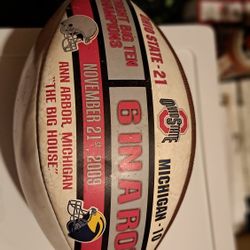 OHIO STATE - 21
OHIO STATE
MICHIGAN - 10
BIG TEN
CHAMPIONS
6 IN A RO
NOVEMBER 21ST, 2009
ANN ARBOR, MICHIGAN
"THE BIG HOUSE"